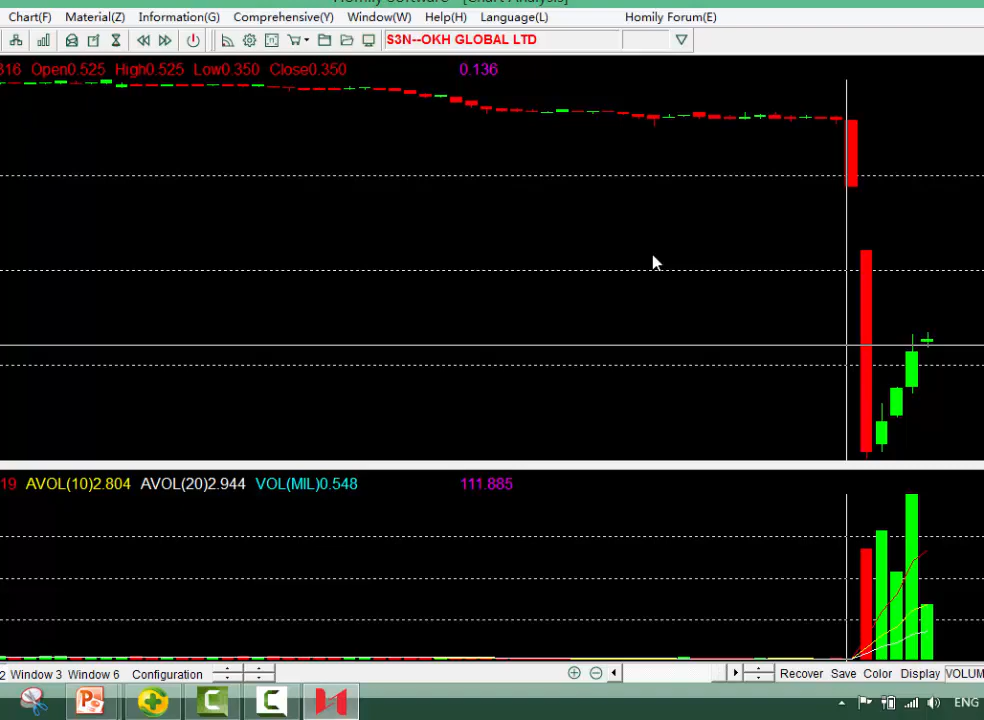 Homily Software - [Chart Analysis]
Chart(F) Material(Z) Information(G) Comprehensive(Y) Window(W) Help(H) Language(L) Homily Forum(E)
S3N--OKH GLOBAL LTD
316 Open0.525 High0.525 Low0.350 Close0.350 0.136
19 AVOL(10)2.804 AVOL(20)2.944 VOL(MIL)0.548 111.885
2 Window 3 Window 6 Configuration Recover Save Color Display VOLUM
ENG